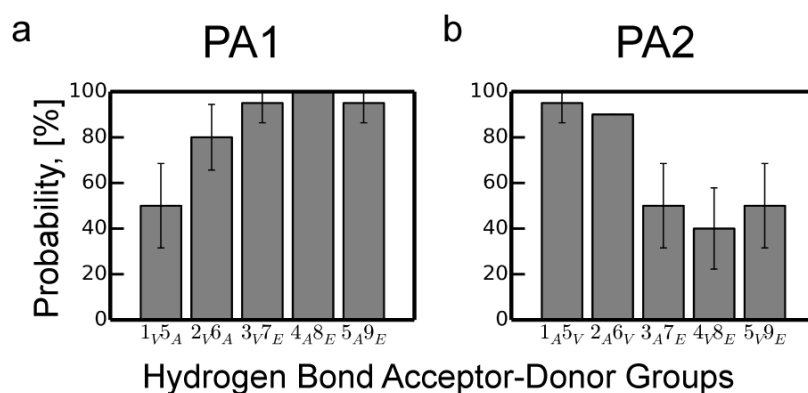 a PA1 b PA2
100 100
80 80
60 60
40 40
20 20
0 0
Probability, [%]
1V5A 2V6A 3V7E 4A8E 5A9E 1A5V 2A6V 3A7E 4V8E 5V9E
Hydrogen Bond Acceptor-Donor Groups